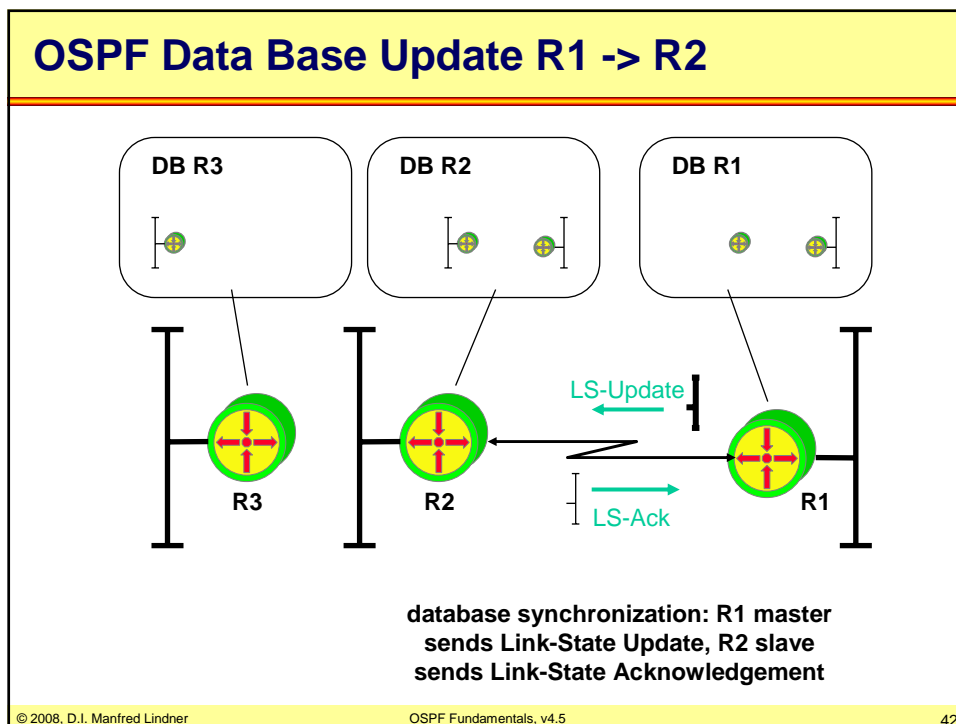 OSPF Data Base Update R1 -> R2
DB R3
DB R2
DB R1
LS-Update
LS-Ack
R3
R2
R1
database synchronization: R1 master
sends Link-State Update, R2 slave
sends Link-State Acknowledgement
© 2008, D.I. Manfred Lindner
OSPF Fundamentals, v4.5
42